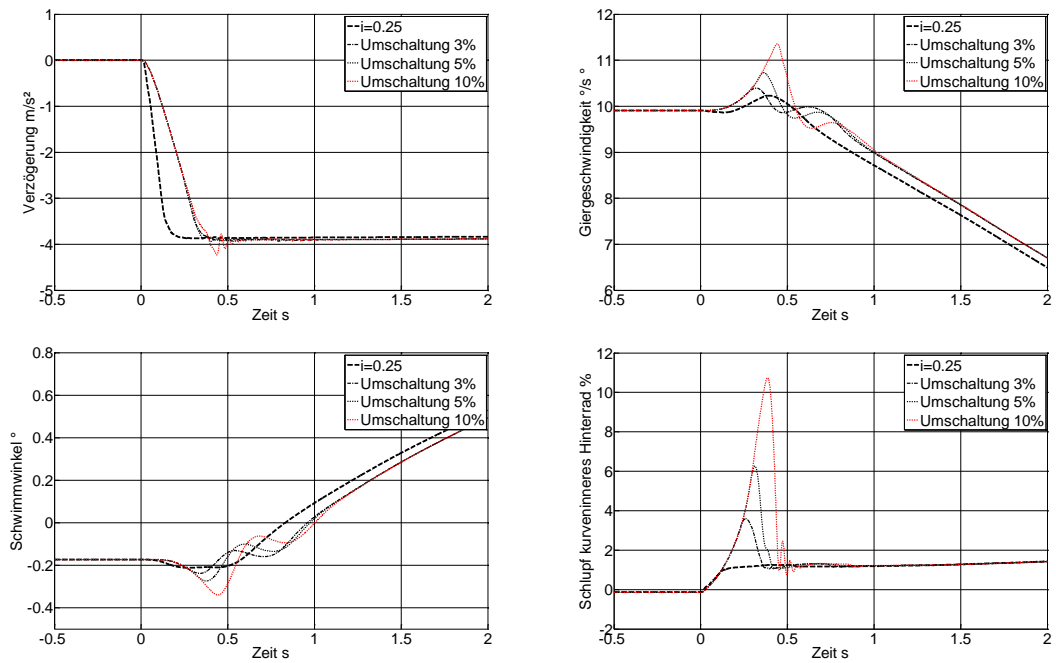 Verzögerung m/s²
0
-1
-2
-3
-4
-5
-0.5 0 0.5 1 1.5 2
Zeit s
i=0.25
Umschaltung 3%
Umschaltung 5%
Umschaltung 10%
Giergeschwindigkeit °/s °
12
11
10
9
8
7
6
-0.5 0 0.5 1 1.5 2
Zeit s
i=0.25
Umschaltung 3%
Umschaltung 5%
Umschaltung 10%
Schwimmwinkel °
0.8
0.6
0.4
0.2
0
-0.2
-0.4
-0.5 0 0.5 1 1.5 2
Zeit s
i=0.25
Umschaltung 3%
Umschaltung 5%
Umschaltung 10%
Schlupf kurveninneres Hinterrad %
12
10
8
6
4
2
0
-2
-0.5 0 0.5 1 1.5 2
Zeit s
i=0.25
Umschaltung 3%
Umschaltung 5%
Umschaltung 10%